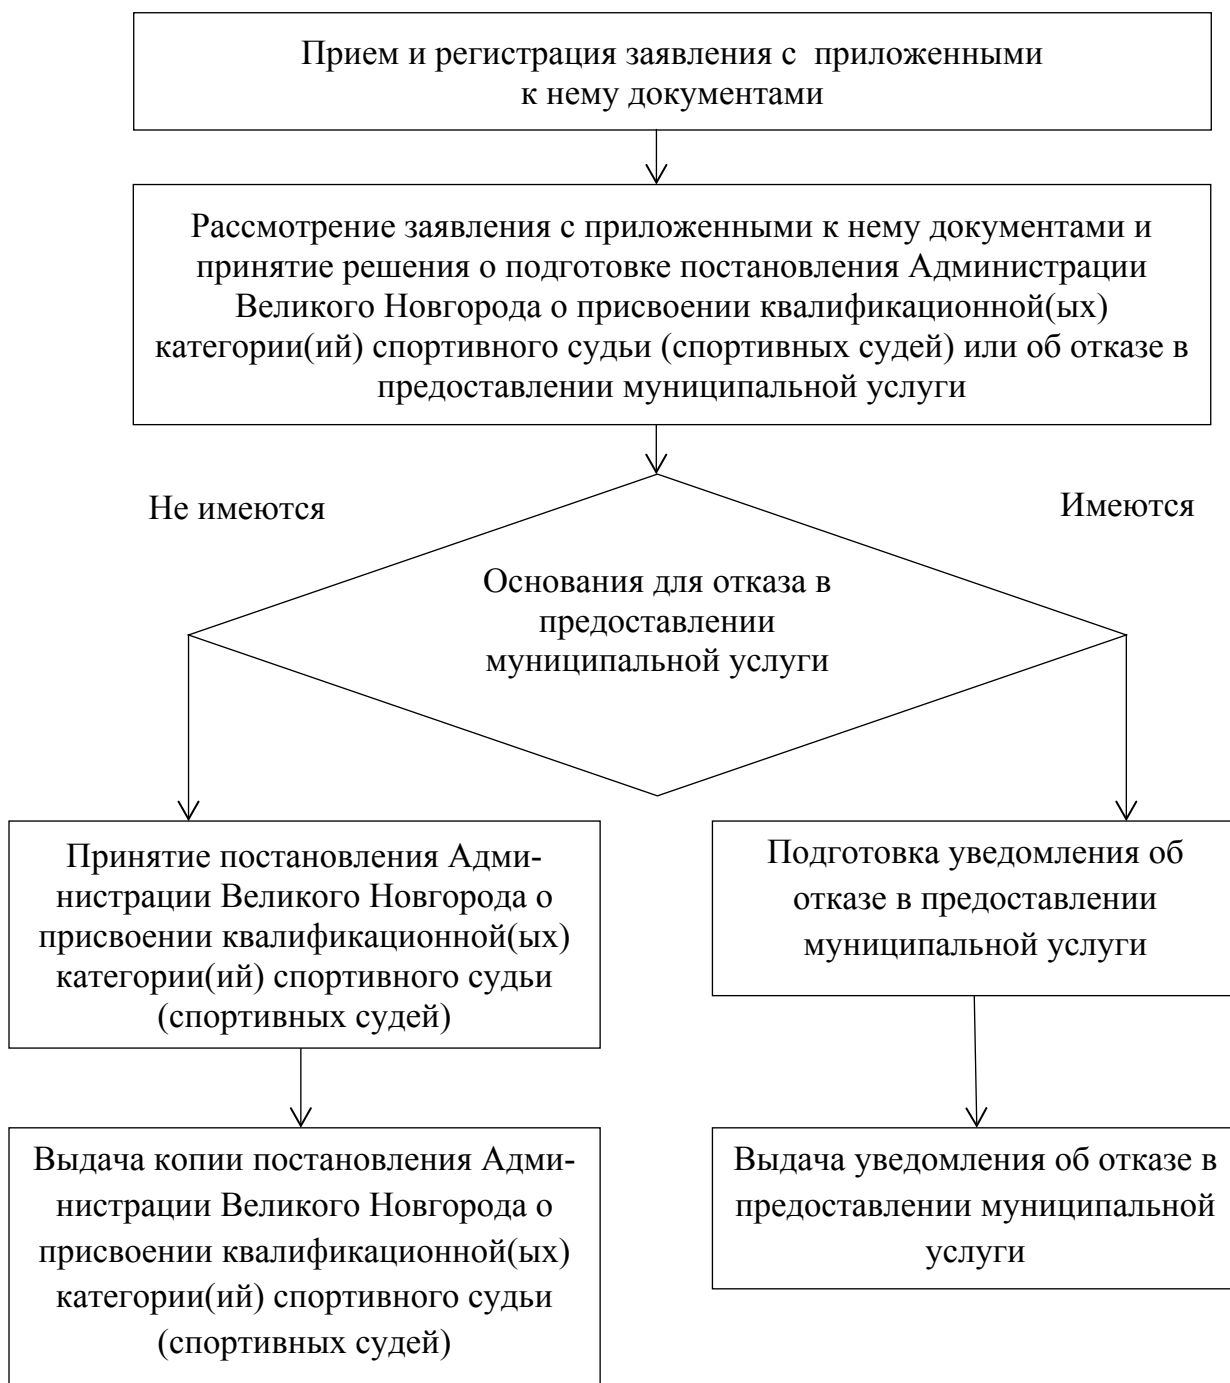 Прием и регистрация заявления с  приложенными
к нему документами
Рассмотрение заявления с приложенными к нему документами и
принятие решения о подготовке постановления Администрации
Великого Новгорода о присвоении квалификационной(ых)
категории(ий) спортивного судьи (спортивных судей) или об отказе в
предоставлении муниципальной услуги
Не имеются
Имеются
Основания для отказа в
предоставлении
муниципальной услуги
Принятие постановления Адми-
нистрации Великого Новгорода о
присвоении квалификационной(ых)
категории(ий) спортивного судьи
(спортивных судей)
Подготовка уведомления об
отказе в предоставлении
муниципальной услуги
Выдача копии постановления Адми-
нистрации Великого Новгорода о
присвоении квалификационной(ых)
категории(ий) спортивного судьи
(спортивных судей)
Выдача уведомления об отказе в
предоставлении муниципальной
услуги